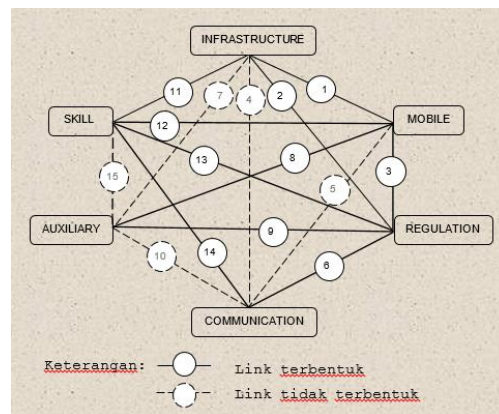 INFRASTRUCTURE
11
7
4
2
1
SKILL
12
MOBILE
13
8
3
15
5
AUXILIARY
9
REGULATION
10
14
6
COMMUNICATION
Keterangan: Link terbentuk
Link tidak terbentuk